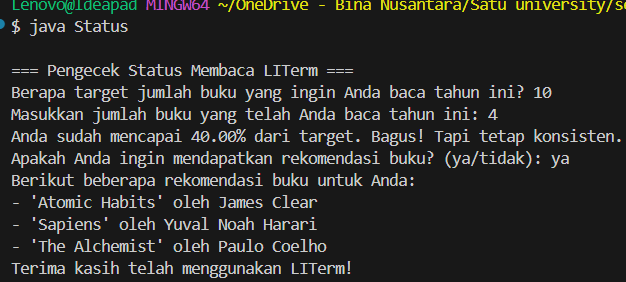 Lenovo@Ideapad MINGW64 ~/OneDrive - Bina Nusantara/Satu university/
$ java Status
=== Pengecek Status Membaca LITerm ===
Berapa target jumlah buku yang ingin Anda baca tahun ini? 10
Masukkan jumlah buku yang telah Anda baca tahun ini: 4
Anda sudah mencapai 40.00% dari target. Bagus! Tapi tetap konsisten.
Apakah Anda ingin mendapatkan rekomendasi buku? (ya/tidak): ya
Berikut beberapa rekomendasi buku untuk Anda:
- 'Atomic Habits' oleh James Clear
- 'Sapiens' oleh Yuval Noah Harari
- 'The Alchemist' oleh Paulo Coelho
Terima kasih telah menggunakan LITerm!